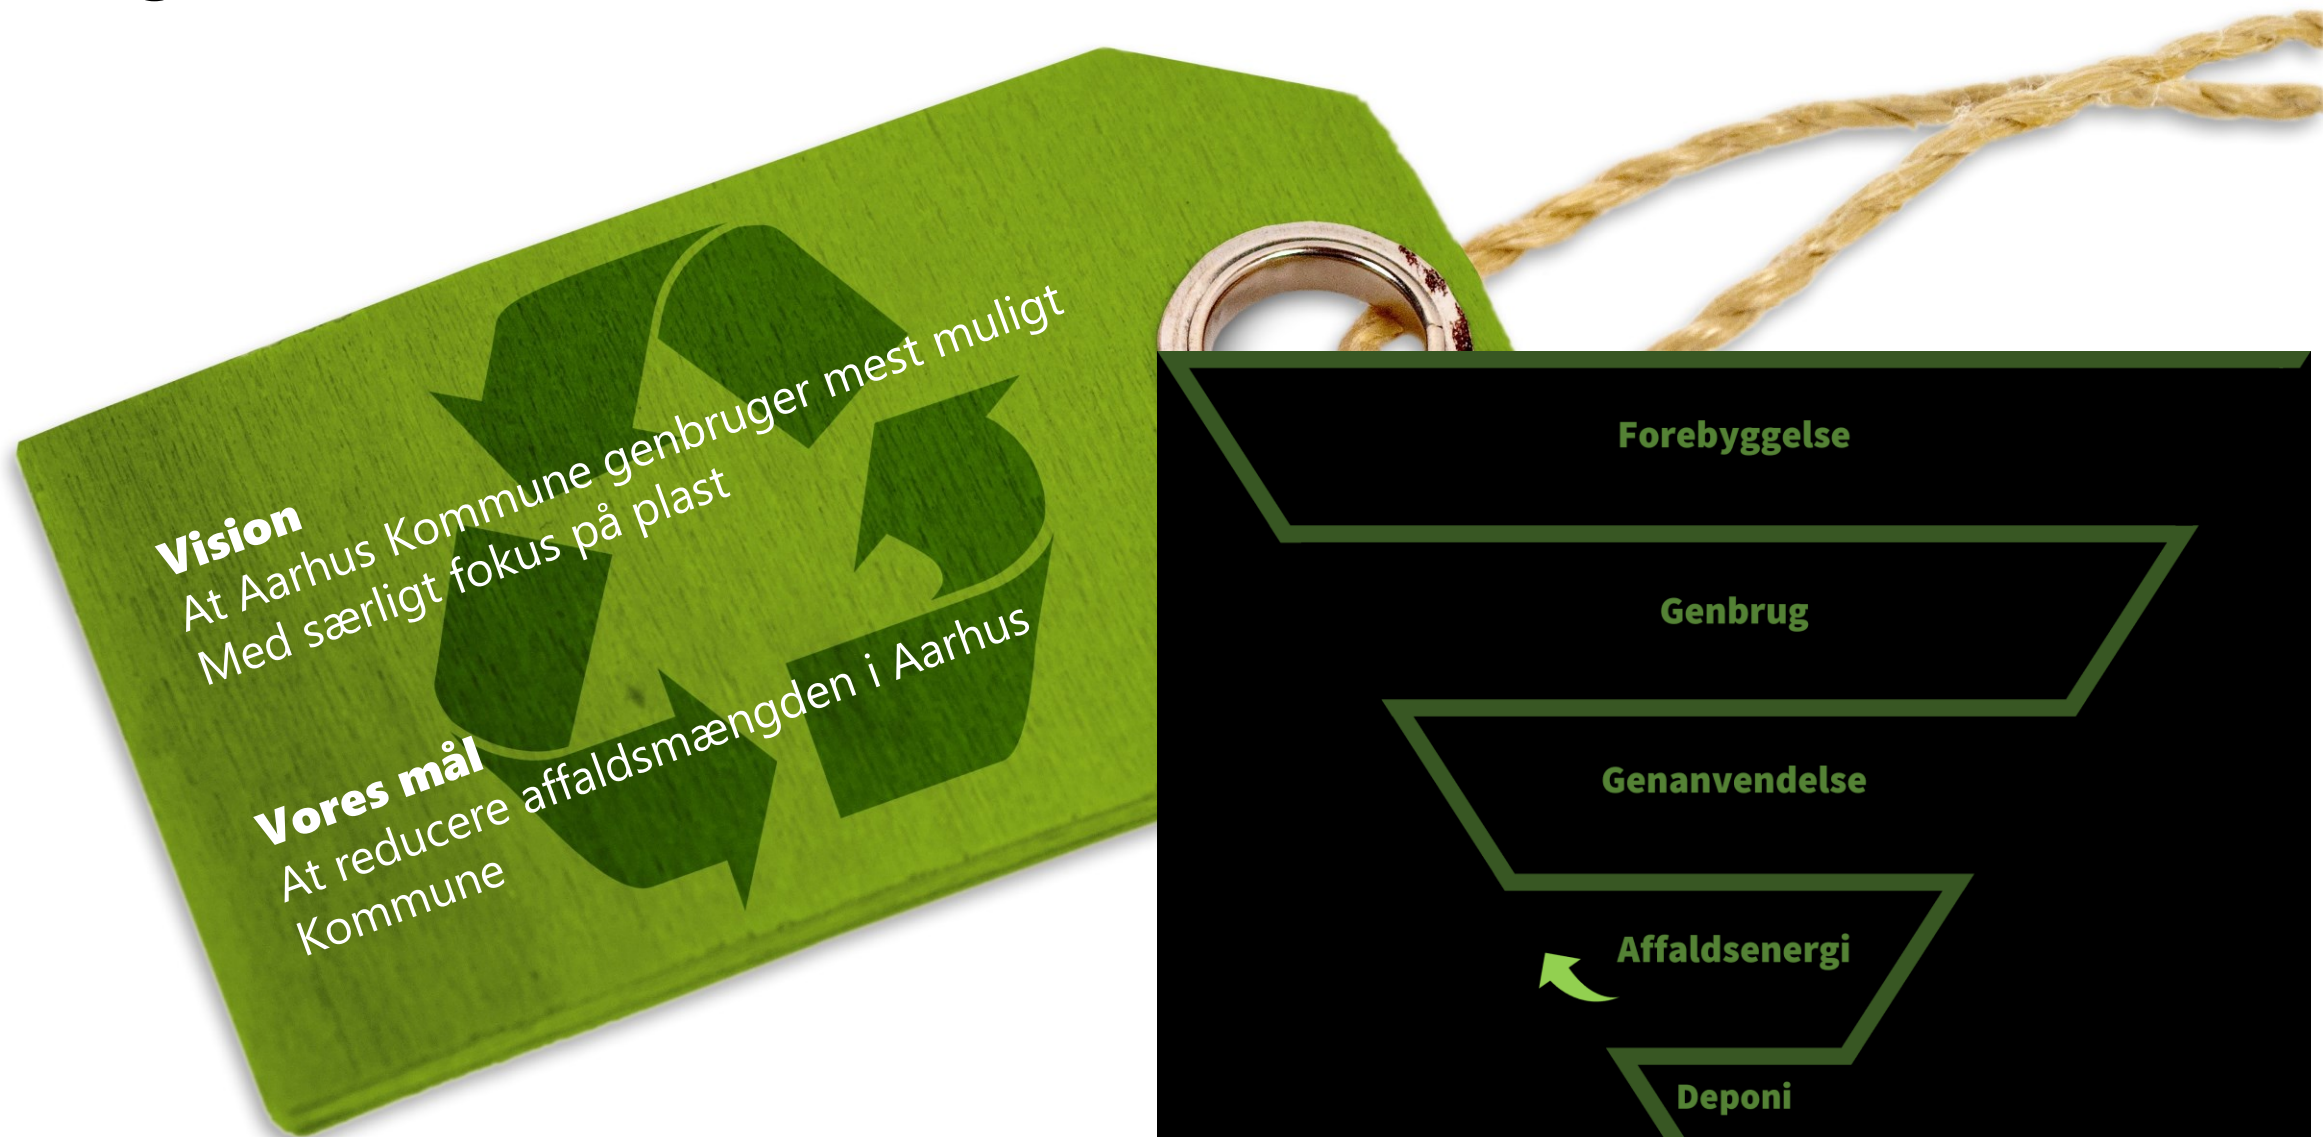 Vision
At Aarhus Kommune genbruger mest muligt
Med særligt fokus på plast
Vores mål
At reducere affaldsmængden i Aarhus
Kommune
Forebyggelse
Genbrug
Genanvendelse
Affaldsenergi
Deponi